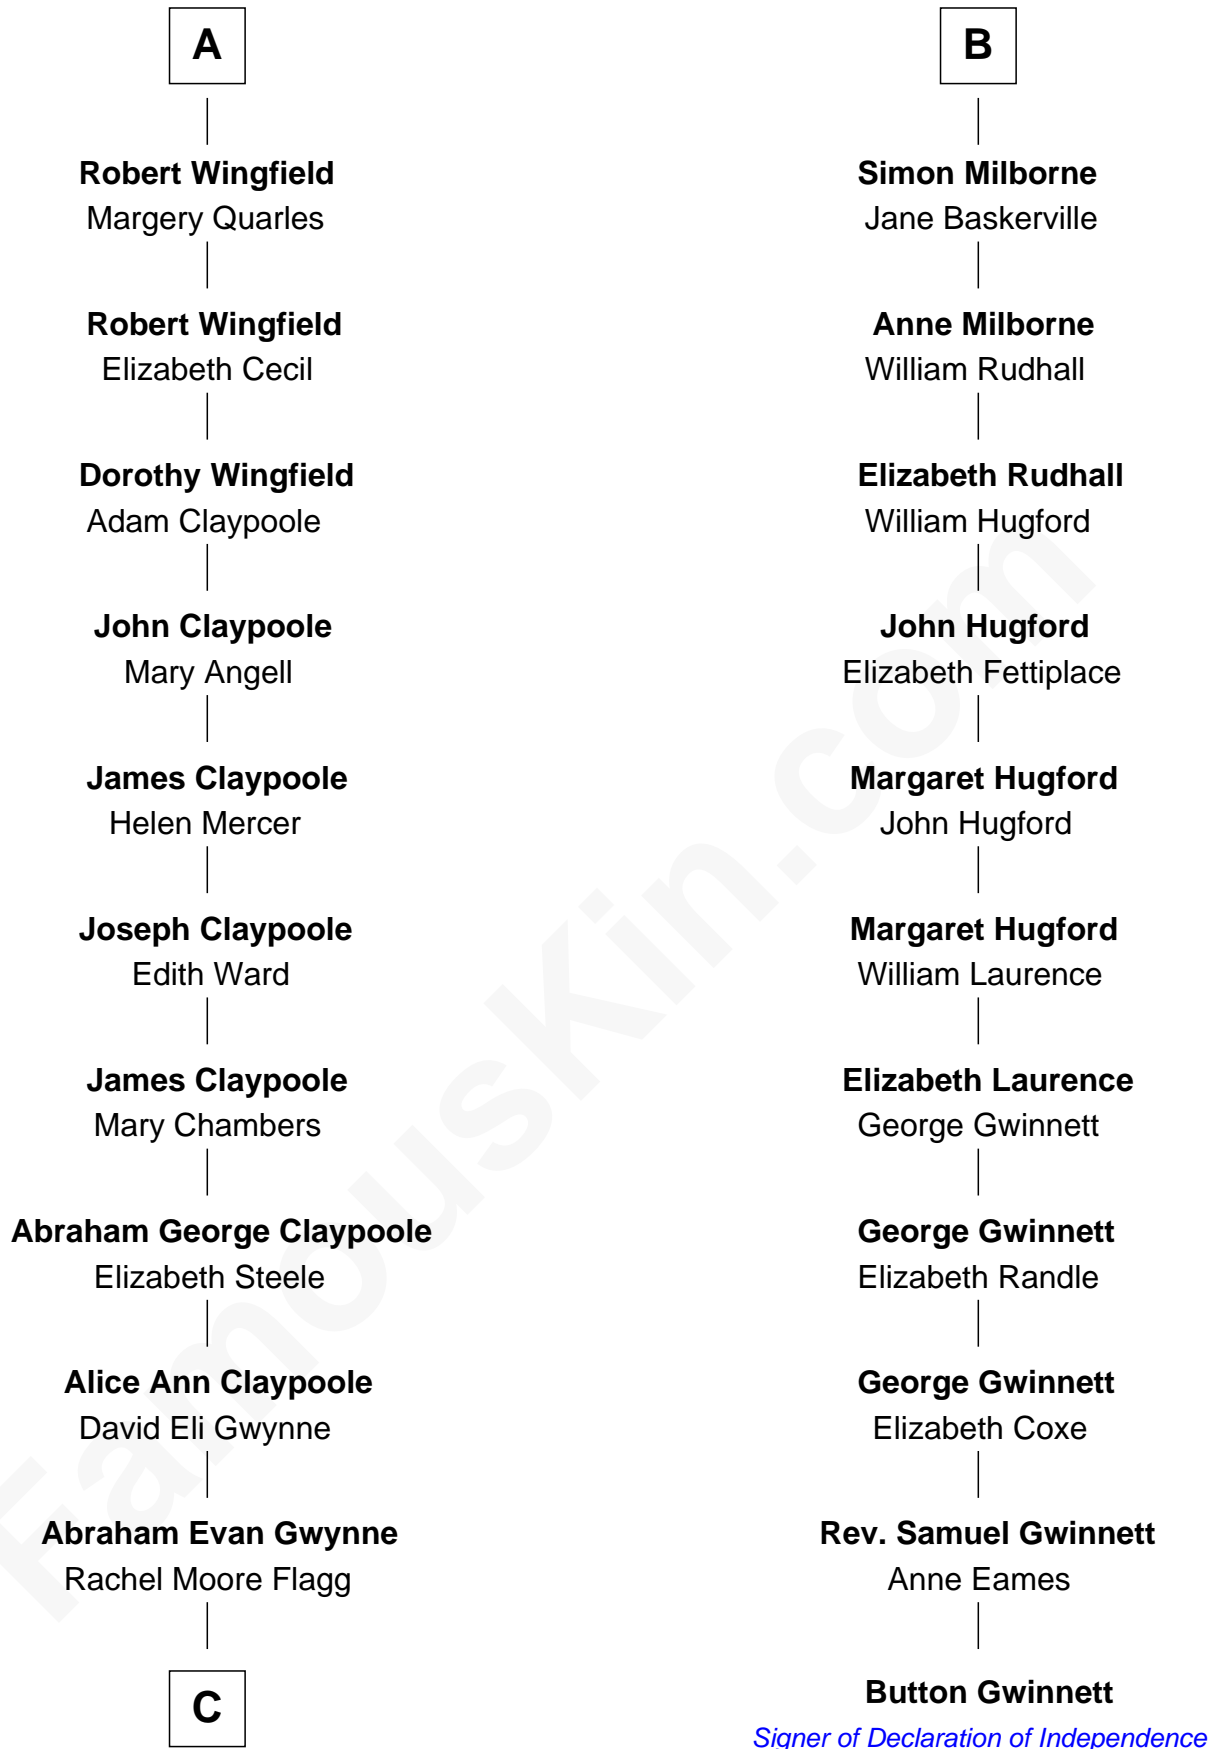 A
Robert Wingfield
Margery Quarles
Robert Wingfield
Elizabeth Cecil
Dorothy Wingfield
Adam Claypoole
John Claypoole
Mary Angell
James Claypoole
Helen Mercer
Joseph Claypoole
Edith Ward
James Claypoole
Mary Chambers
Abraham George Claypoole
Elizabeth Steele
Alice Ann Claypoole
David Eli Gwynne
Abraham Evan Gwynne
Rachel Moore Flagg
C
B
Simon Milborne
Jane Baskerville
Anne Milborne
William Rudhall
Elizabeth Rudhall
William Hugford
John Hugford
Elizabeth Fettiplace
Margaret Hugford
John Hugford
Margaret Hugford
William Laurence
Elizabeth Laurence
George Gwinnett
George Gwinnett
Elizabeth Randle
George Gwinnett
Elizabeth Coxe
Rev. Samuel Gwinnett
Anne Eames
Button Gwinnett
Signer of Declaration of Independence
FamousKin.com